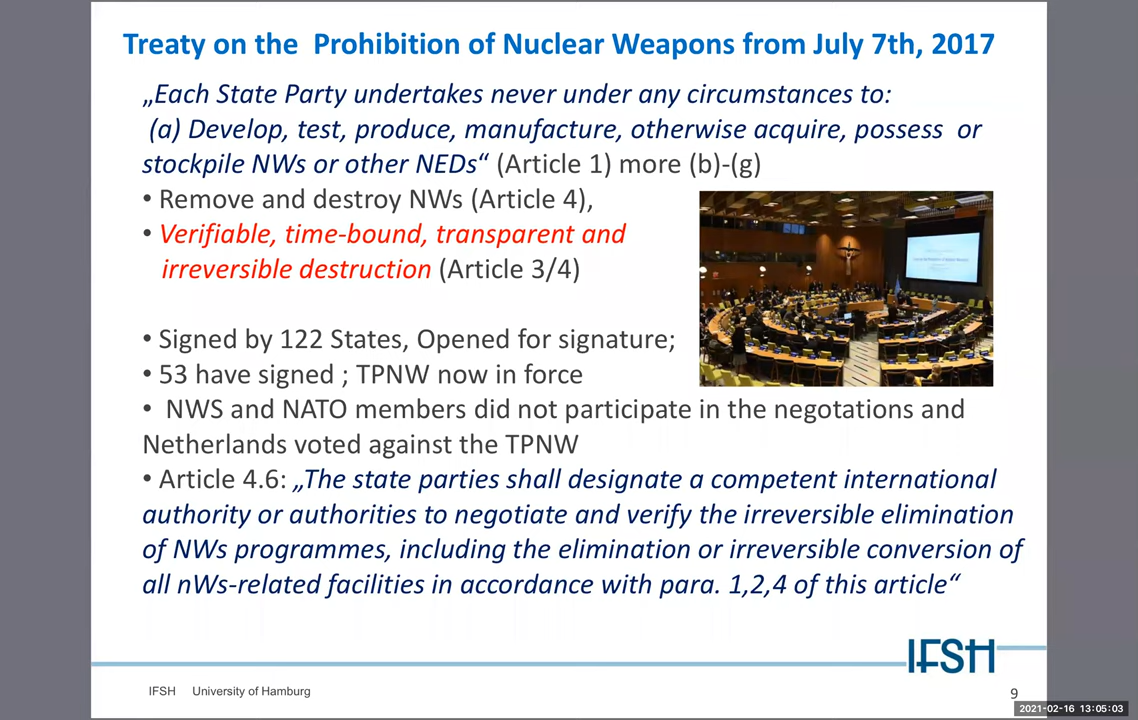 Treaty on the  Prohibition of Nuclear Weapons from July 7th, 2017
„Each State Party undertakes never under any circumstances to:
(a) Develop, test, produce, manufacture, otherwise acquire, possess  or
stockpile NWs or other NEDs“ (Article 1) more (b)-(g)
• Remove and destroy NWs (Article 4),
• Verifiable, time-bound, transparent and
irreversible destruction (Article 3/4)
• Signed by 122 States, Opened for signature;
• 53 have signed ; TPNW now in force
•  NWS and NATO members did not participate in the negotations and
Netherlands voted against the TPNW
• Article 4.6: „The state parties shall designate a competent international
authority or authorities to negotiate and verify the irreversible elimination
of NWs programmes, including the elimination or irreversible conversion of
all nWs-related facilities in accordance with para. 1,2,4 of this article“
IFSH
IFSH     University of Hamburg
9
2021-02-16  13:05:03